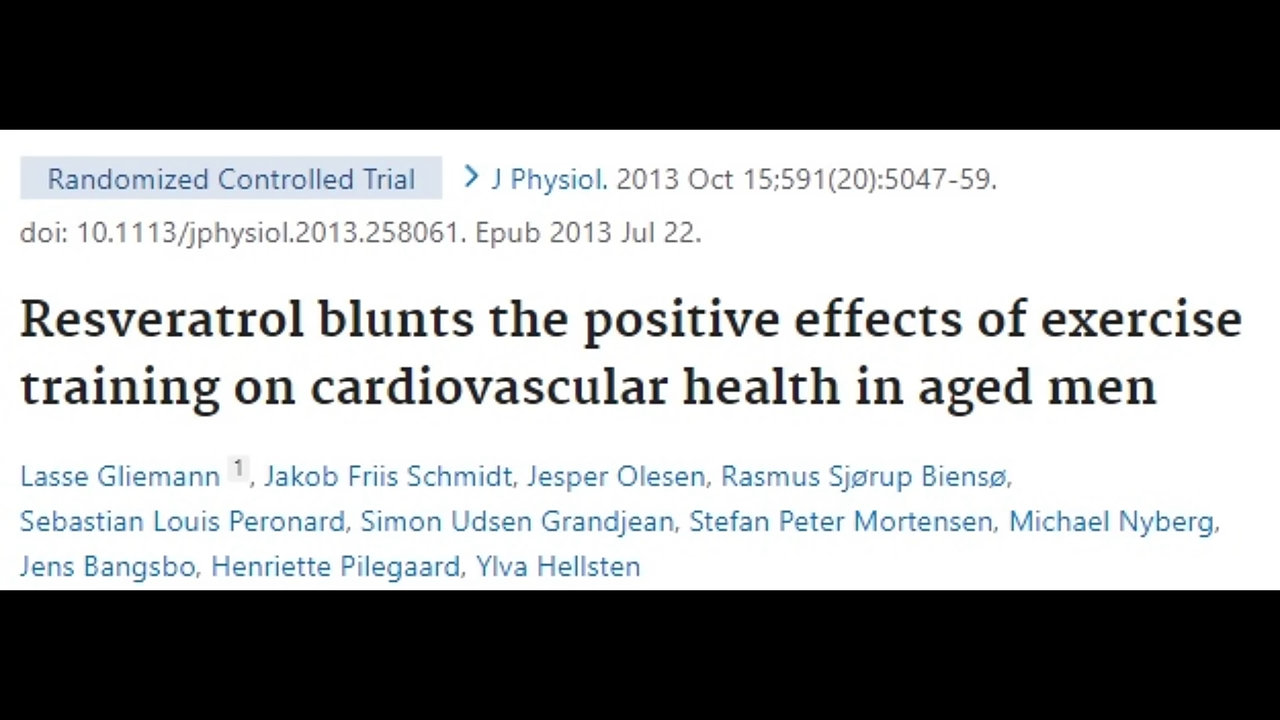 Randomized Controlled Trial > J Physiol. 2013 Oct 15;591(20):5047-59.
doi: 10.1113/jphysiol.2013.258061. Epub 2013 Jul 22.
Resveratrol blunts the positive effects of exercise
training on cardiovascular health in aged men
Lasse Gliemann 1, Jakob Friis Schmidt, Jesper Olesen, Rasmus Sjørup Biensø,
Sebastian Louis Peronard, Simon Udsen Grandjean, Stefan Peter Mortensen, Michael Nyberg,
Jens Bangsbo, Henriette Pilegaard, Ylva Hellsten